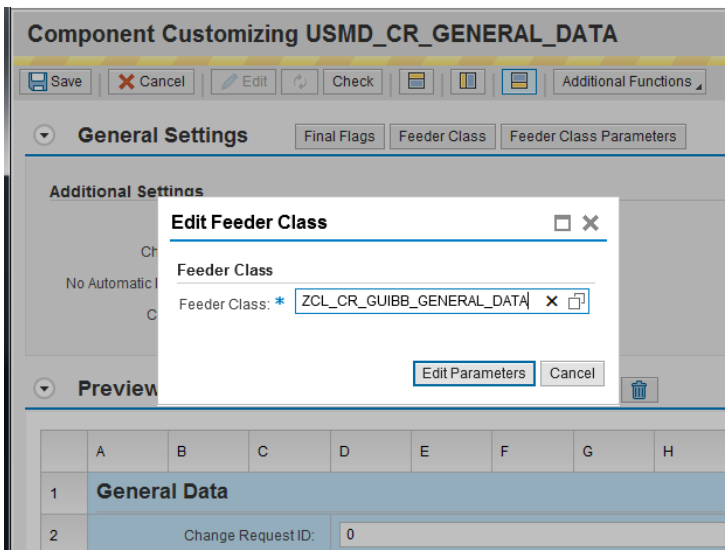 Component Customizing USMD_CR_GENERAL_DATA
Save Cancel Edit Check Additional Functions
General Settings Final Flags Feeder Class Feeder Class Parameters
Additional Settings
Edit Feeder Class
Feeder Class
No Automatic
Feeder Class: * ZCL_CR_GUIBB_GENERAL_DATA
Edit Parameters Cancel
Preview
A B C D E F G H
1 General Data
2 Change Request ID: 0